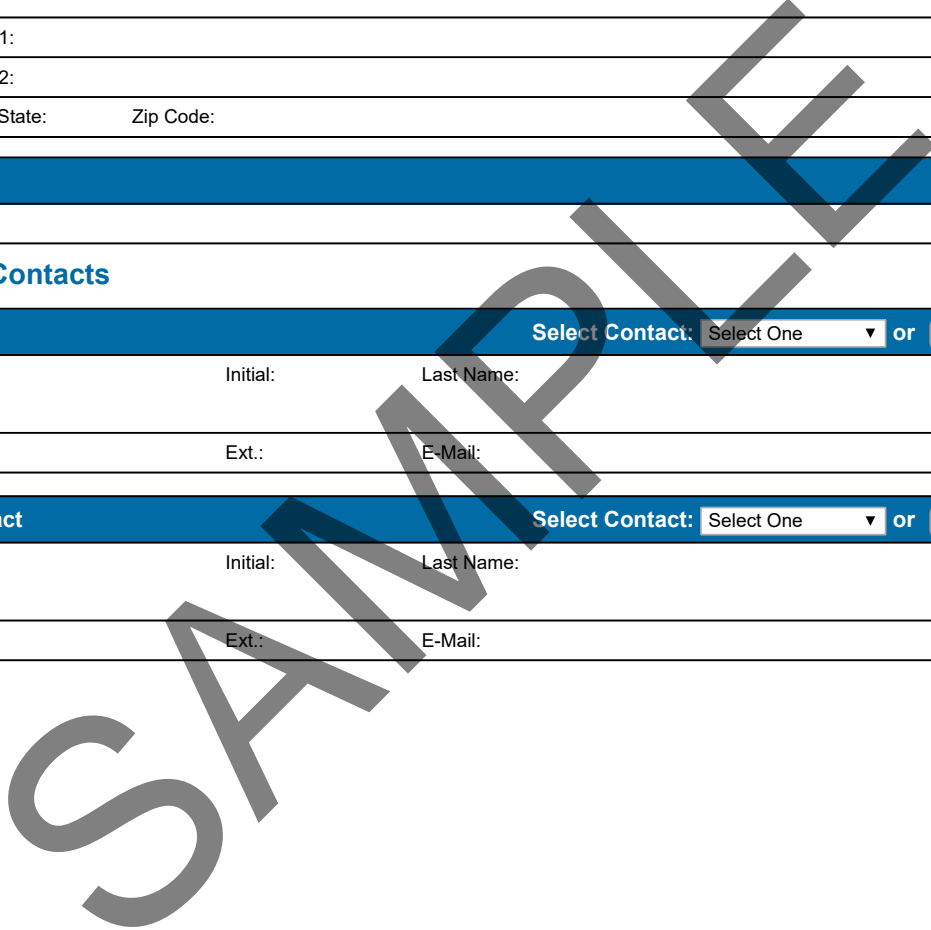 1:
2:
State: Zip Code:
Contacts
Select Contact: Select One ▼ or
Initial: Last Name:
Ext.: E-Mail:
act Select Contact: Select One ▼ or
Initial: Last Name:
Ext.: E-Mail:
SAMPLE